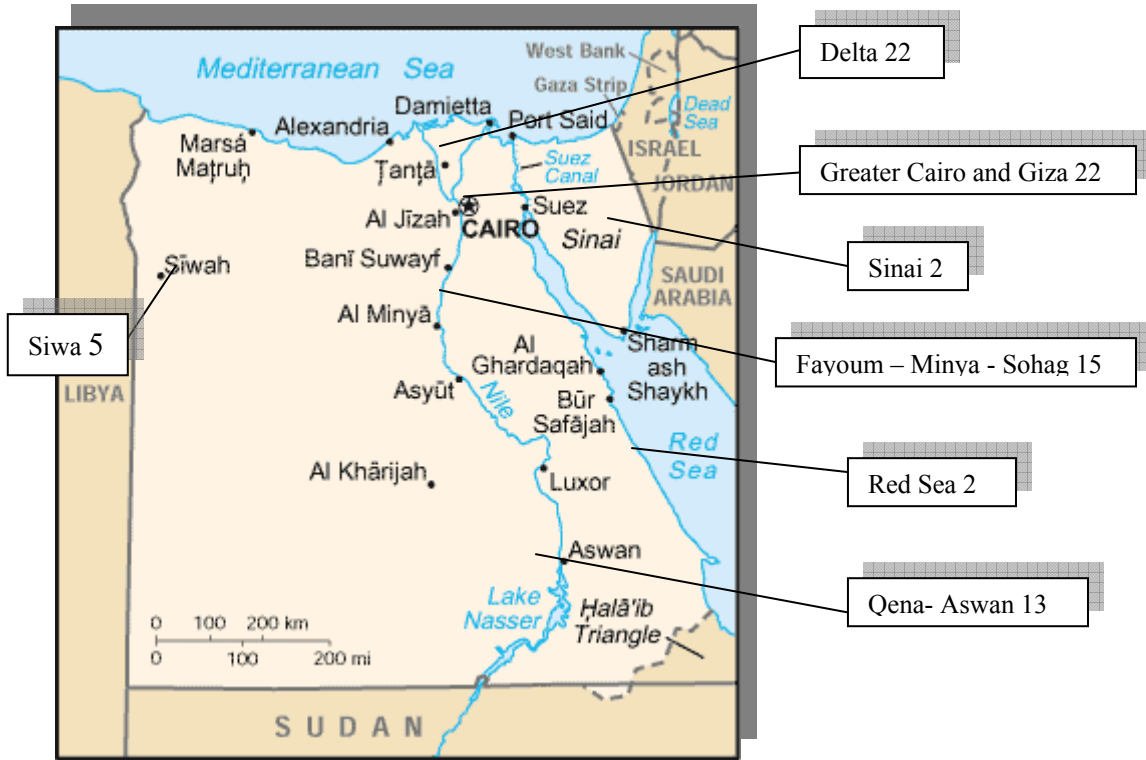 Delta 22
Greater Cairo and Giza 22
Sinai 2
Fayoum – Minya - Sohag 15
Red Sea 2
Qena- Aswan 13
Siwa 5
Mediterranean Sea
West Bank
Gaza Strip
Dead
Sea
Damietta
Port Said
Alexandria
Marsá
Maṭruḥ
Ṭanṭā
Suez
Canal
ISRAEL
JORDAN
Al Jīzah
CAIRO
Suez
Sinai
Banī Suwayf
Sīwah
SAUDI
ARABIA
Al Minyā
Al
Ghardaqah
Sharm
ash
Shaykh
Asyūt
Nile
Būr
Safājah
LIBYA
Red
Sea
Al Khārijah
Luxor
Aswan
Lake
Nasser
Ḥalā'ib
Triangle
0 100 200 km
0 100 200 mi
SUDAN